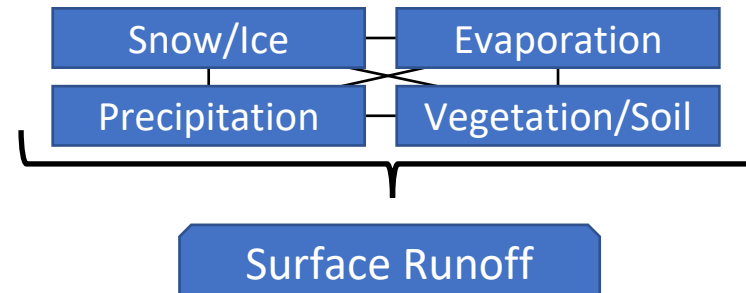 Snow/Ice
Evaporation
Precipitation
Vegetation/Soil
Surface Runoff